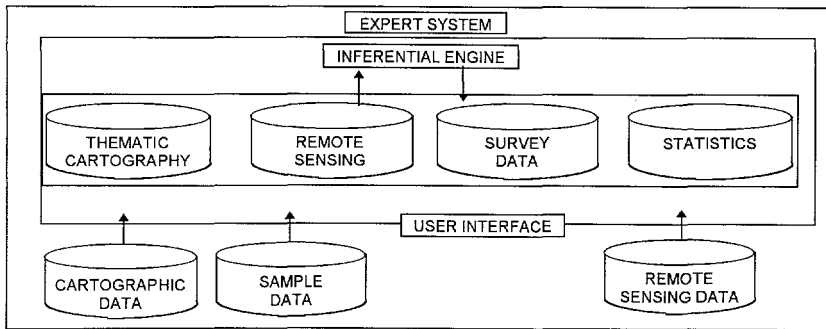 EXPERT SYSTEM
INFERENTIAL ENGINE
THEMATIC
CARTOGRAPHY
REMOTE
SENSING
SURVEY
DATA
STATISTICS
USER INTERFACE
CARTOGRAPHIC
DATA
SAMPLE
DATA
REMOTE
SENSING DATA